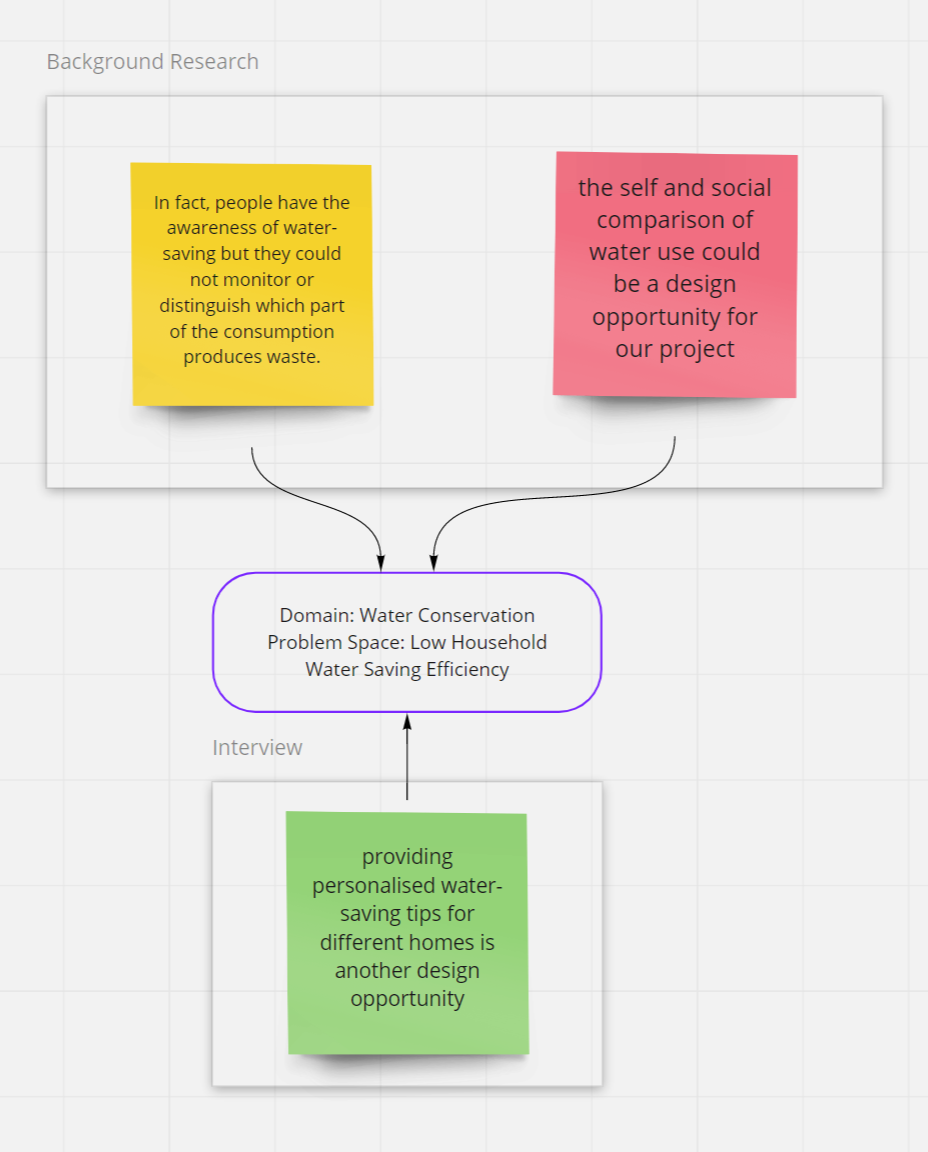 Background Research
In fact, people have the
awareness of water-
saving but they could
not monitor or
distinguish which part
of the consumption
produces waste.
the self and social
comparison of
water use could
be a design
opportunity for
our project
Domain: Water Conservation
Problem Space: Low Household
Water Saving Efficiency
Interview
providing
personalised water-
saving tips for
different homes is
another design
opportunity